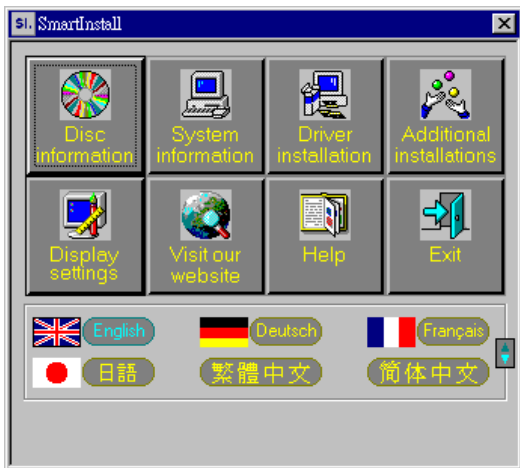 SI. SmartInstall
Disc
information
System
information
Driver
installation
Additional
installations
Display
settings
Visit our
website
Help
Exit
English
Deutsch
Français
日語
繁體中文
简体中文